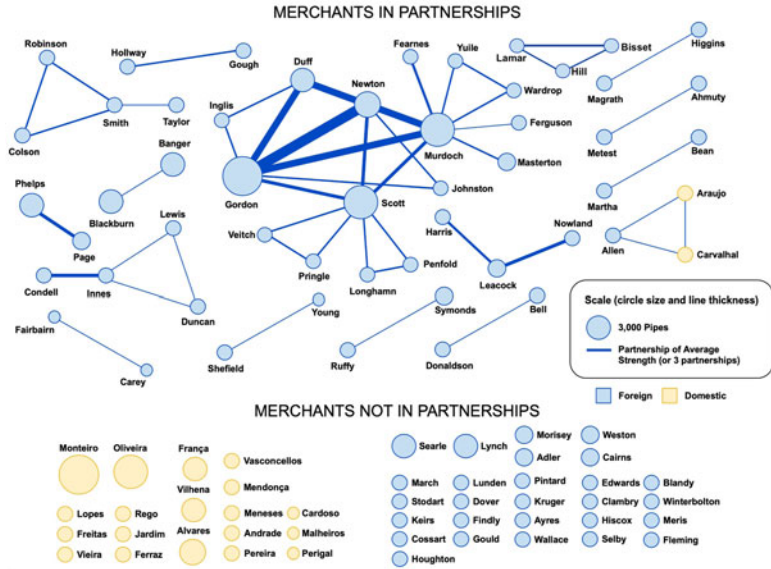 MERCHANTS IN PARTNERSHIPS
Robinson
Hollway
Gough
Duff
Newton
Fearnes
Yuile
Lamar
Bisset
Hill
Higgins
Magrath
Inglis
Wardrop
Smith
Taylor
Colson
Ahmuty
Metest
Ferguson
Murdoch
Masterton
Banger
Blackburn
Bean
Martha
Phelps
Page
Gordon
Johnston
Scott
Araujo
Allen
Carvalhal
Lewis
Veitch
Pringle
Harris
Nowland
Leacock
Condell
Innes
Duncan
Longhamn
Penfold
Fairbairn
Carey
Young
Shefield
Symonds
Ruffy
Bell
Donaldson
Scale (circle size and line thickness)
3,000 Pipes
Partnership of Average
Strength (or 3 partnerships)
Foreign
Domestic
MERCHANTS NOT IN PARTNERSHIPS
Monteiro
Oliveira
França
Vilhena
Alvares
Vasconcellos
Mendonça
Lopes
Rego
Meneses
Cardoso
Freitas
Jardim
Andrade
Malheiros
Vieira
Ferraz
Pereira
Perigal
Searle
Lynch
Morisey
Weston
Adler
Cairns
March
Lunden
Pintard
Edwards
Blandy
Stodart
Dover
Kruger
Clambry
Winterbolton
Keirs
Findly
Ayres
Hiscox
Meris
Cossart
Gould
Wallace
Selby
Fleming
Houghton